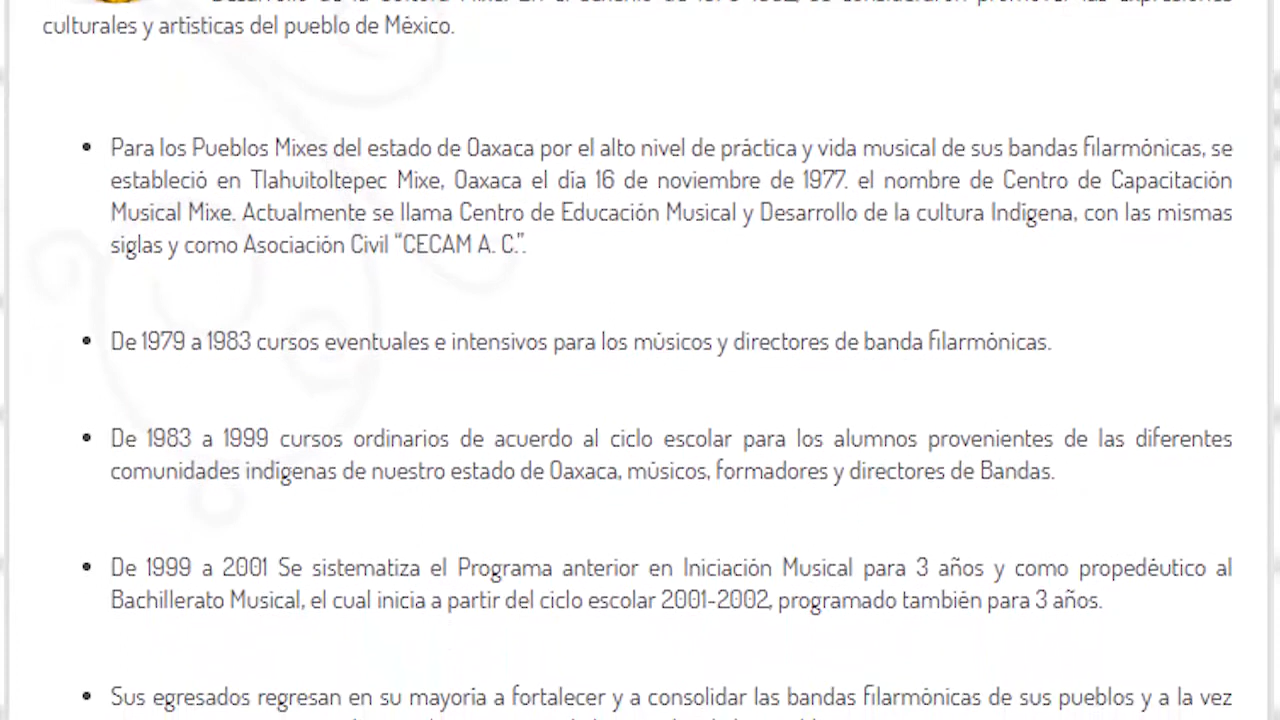 culturales y artísticas del pueblo de México.
Para los Pueblos Mixes del estado de Oaxaca por el alto nivel de práctica y vida musical de sus bandas filarmónicas, se
estableció en Tlahuitoltepec Mixe, Oaxaca el día 16 de noviembre de 1977. el nombre de Centro de Capacitación
Musical Mixe. Actualmente se llama Centro de Educación Musical y Desarrollo de la cultura Indígena, con las mismas
siglas y como Asociación Civil “CECAM A. C.”.
De 1979 a 1983 cursos eventuales e intensivos para los músicos y directores de banda filarmónicas.
De 1983 a 1999 cursos ordinarios de acuerdo al ciclo escolar para los alumnos provenientes de las diferentes
comunidades indígenas de nuestro estado de Oaxaca, músicos, formadores y directores de Bandas.
De 1999 a 2001 Se sistematiza el Programa anterior en Iniciación Musical para 3 años y como propedéutico al
Bachillerato Musical, el cual inicia a partir del ciclo escolar 2001-2002, programado también para 3 años.
Sus egresados regresan en su mayoría a fortalecer y a consolidar las bandas filarmónicas de sus pueblos y a la vez